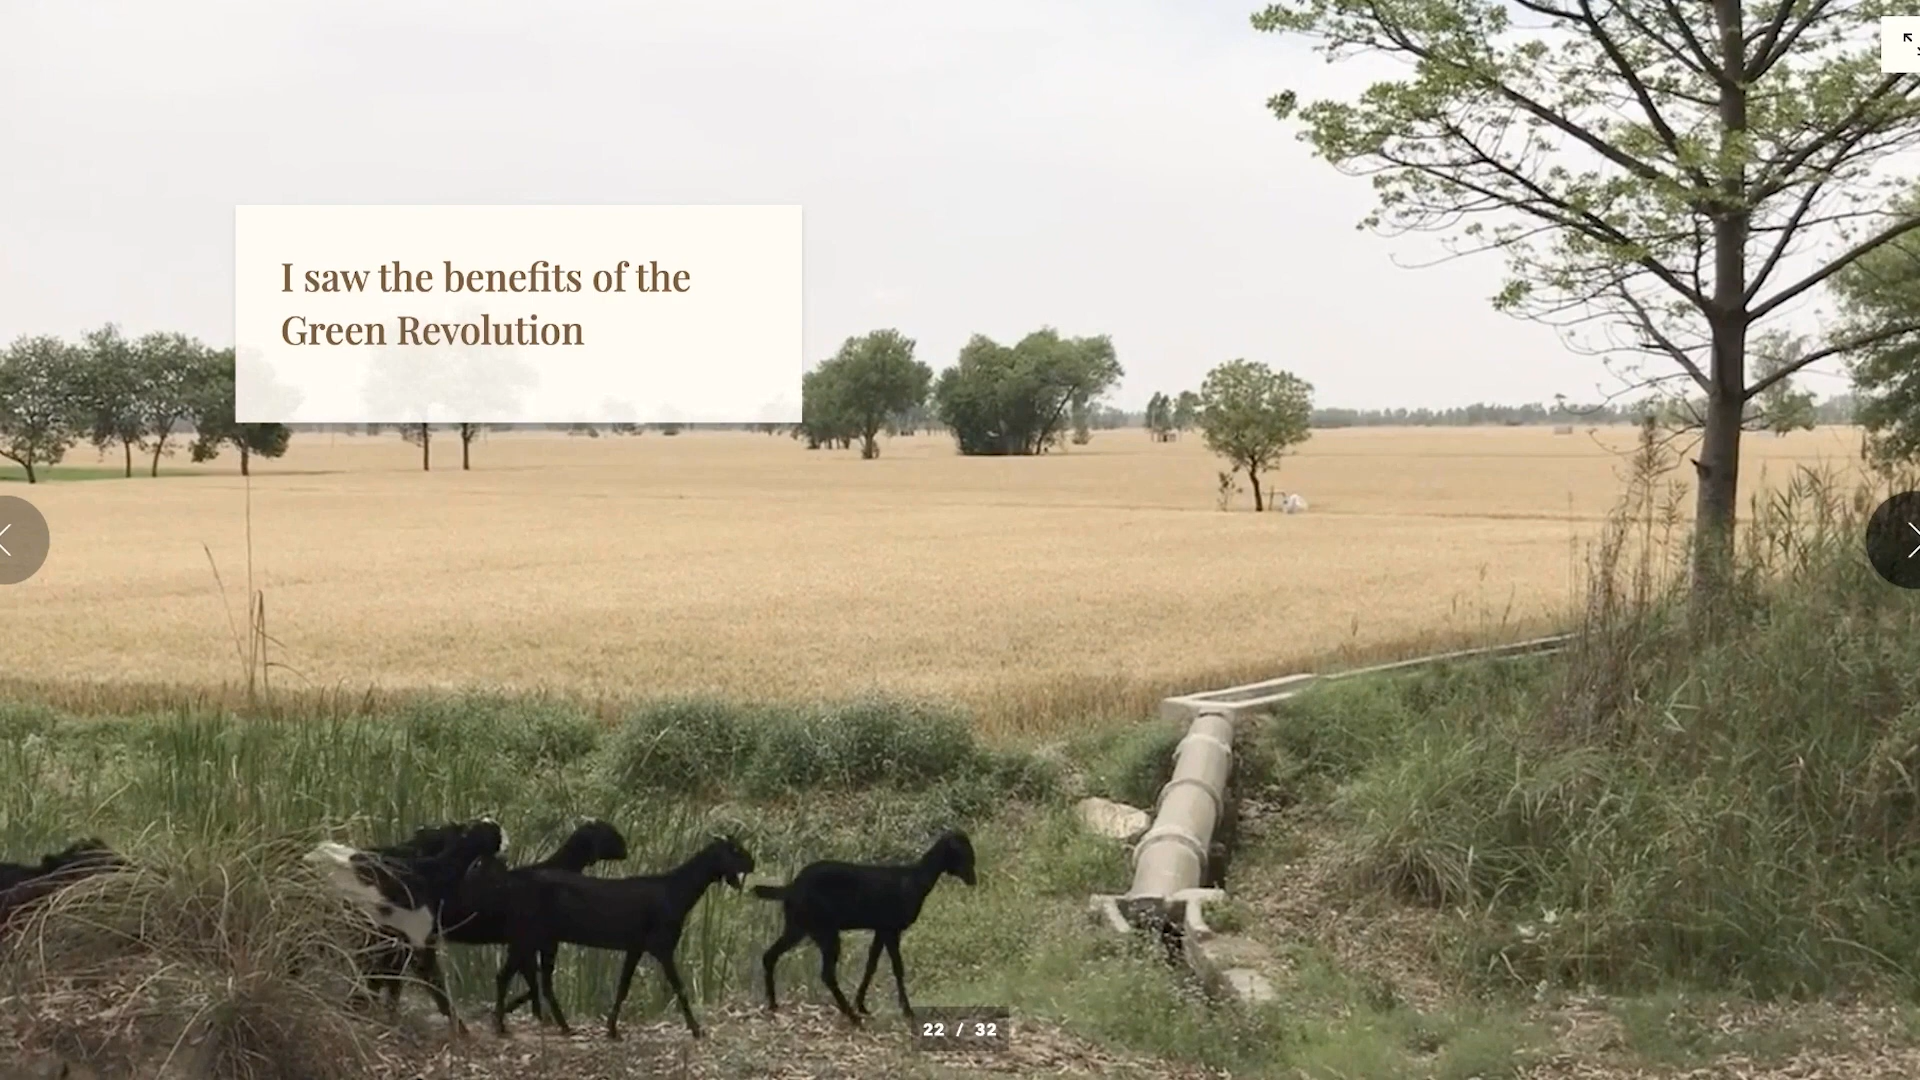 I saw the benefits of the
Green Revolution
22 / 32